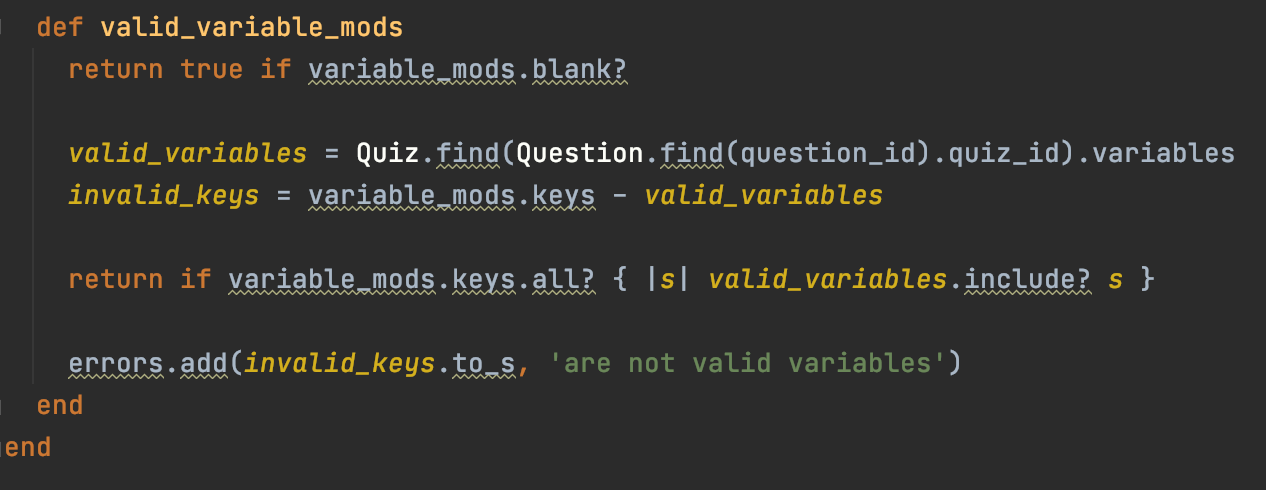 def valid_variable_mods
return true if variable_mods.blank?
valid_variables = Quiz.find(Question.find(question_id).quiz_id).variables
invalid_keys = variable_mods.keys - valid_variables
return if variable_mods.keys.all? { |s| valid_variables.include? s }
errors.add(invalid_keys.to_s, 'are not valid variables')
end
end